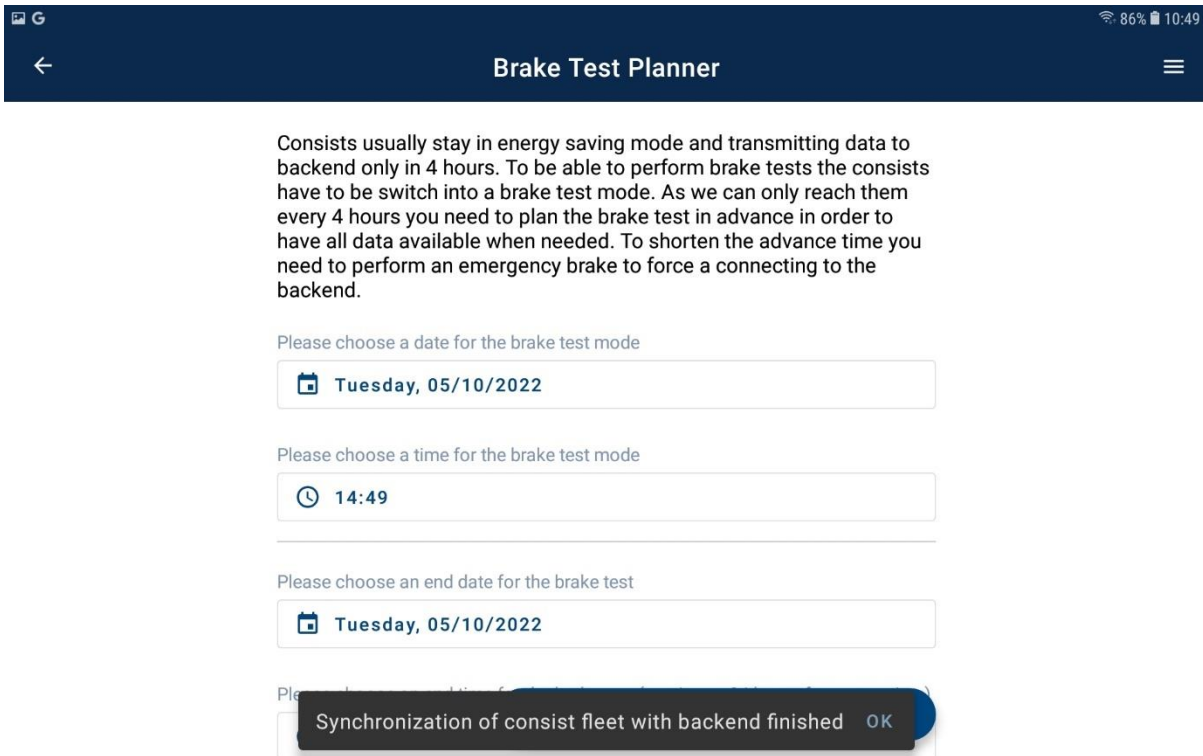 G 86% 10:49
Brake Test Planner
Consists usually stay in energy saving mode and transmitting data to
backend only in 4 hours. To be able to perform brake tests the consists
have to be switch into a brake test mode. As we can only reach them
every 4 hours you need to plan the brake test in advance in order to
have all data available when needed. To shorten the advance time you
need to perform an emergency brake to force a connecting to the
backend.
Please choose a date for the brake test mode
Tuesday, 05/10/2022
Please choose a time for the brake test mode
14:49
Please choose an end date for the brake test
Tuesday, 05/10/2022
Synchronization of consist fleet with backend finished OK